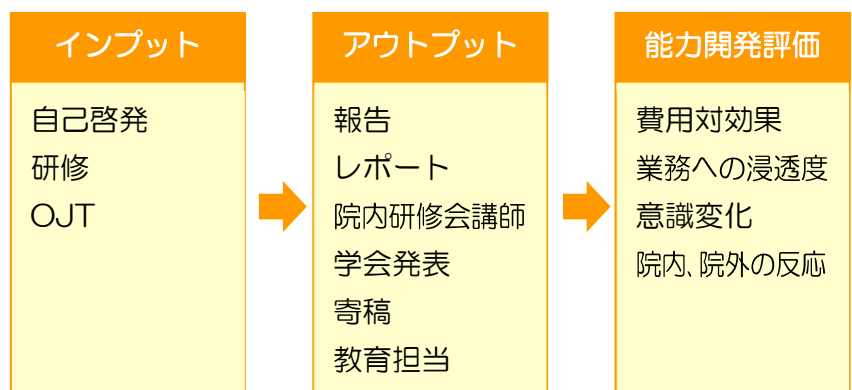 インプット
自己啓発
研修
OJT
アウトプット
報告
レポート
院内研修会講師
学会発表
寄稿
教育担当
能力開発評価
費用対効果
業務への浸透度
意識変化
院内、院外の反応